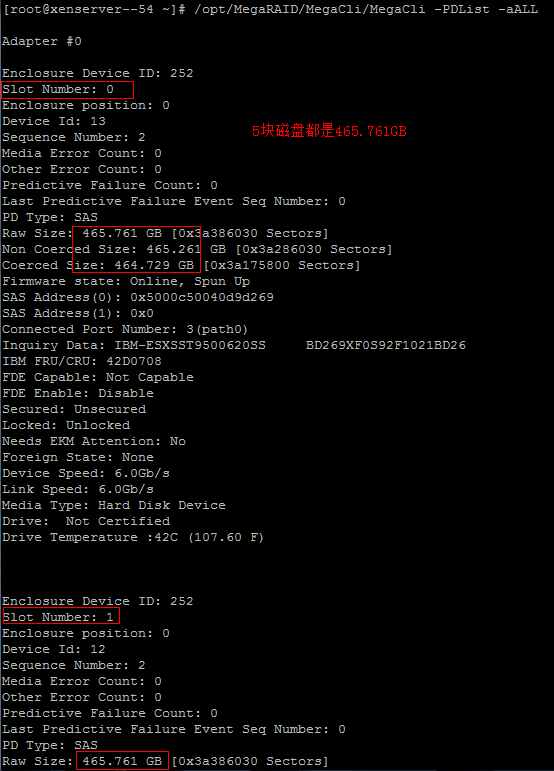 [root@xenserver--54 ~]# /opt/MegaRAID/MegaCli/MegaCli -PDList -aALL
Adapter #0
Enclosure Device ID: 252
Slot Number: 0
Enclosure position: 0
Device Id: 13
5块磁盘都是465.761GB
Sequence Number: 2
Media Error Count: 0
Other Error Count: 0
Predictive Failure Count: 0
Last Predictive Failure Event Seq Number: 0
PD Type: SAS
Raw Size: 465.761 GB [0x3a386030 Sectors]
Non Coerced Size: 465.261 GB [0x3a286030 Sectors]
Coerced Size: 464.729 GB [0x3a175800 Sectors]
Firmware state: Online, Spun Up
SAS Address(0): 0x5000c50040d9d269
SAS Address(1): 0x0
Connected Port Number: 3(path0)
Inquiry Data: IBM-ESXSST9500620SS     BD269XF0S92F1021BD26
IBM FRU/CRU: 42D0708
FDE Capable: Not Capable
FDE Enable: Disable
Secured: Unsecured
Locked: Unlocked
Needs EKM Attention: No
Foreign State: None
Device Speed: 6.0Gb/s
Link Speed: 6.0Gb/s
Media Type: Hard Disk Device
Drive:  Not Certified
Drive Temperature :42C (107.60 F)
Enclosure Device ID: 252
Slot Number: 1
Enclosure position: 0
Device Id: 12
Sequence Number: 2
Media Error Count: 0
Other Error Count: 0
Predictive Failure Count: 0
Last Predictive Failure Event Seq Number: 0
PD Type: SAS
Raw Size: 465.761 GB [0x3a386030 Sectors]